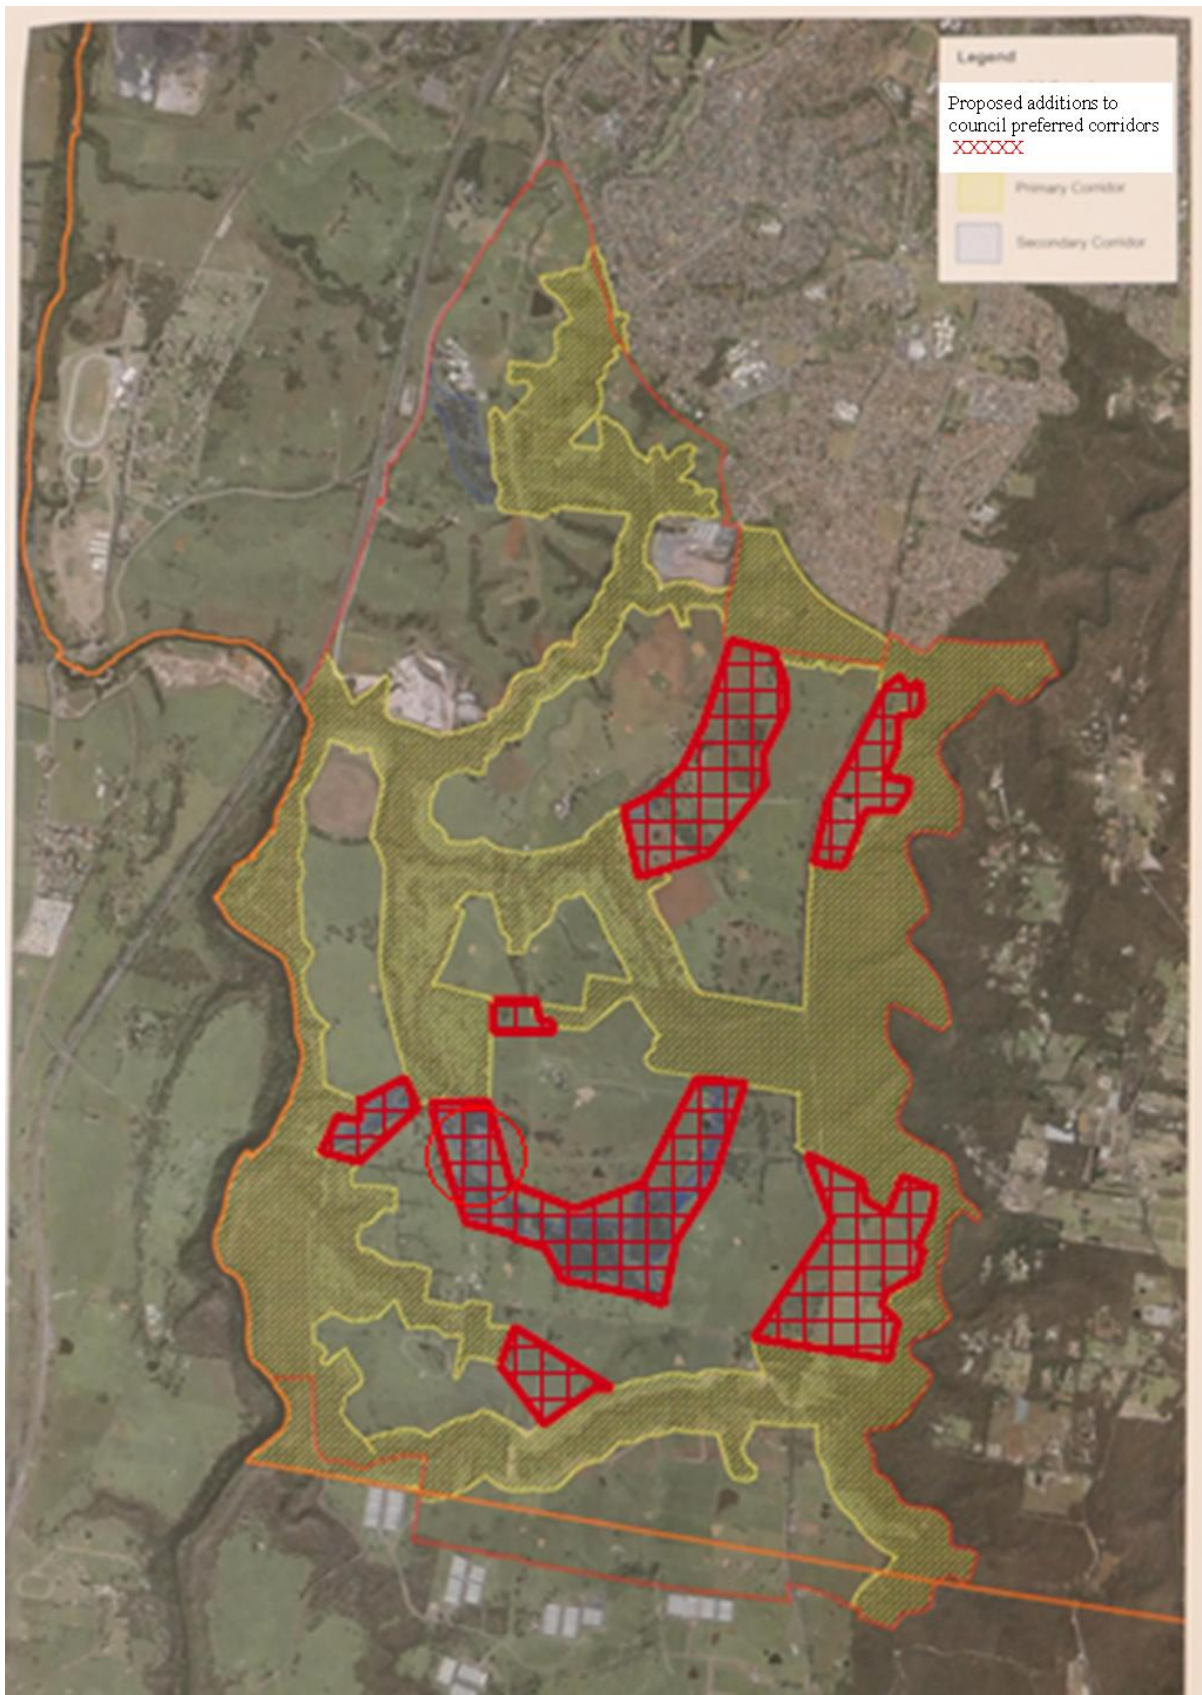 Legend
Proposed additions to
council preferred corridors
XXXXX
Primary Corridor
Secondary Corridor